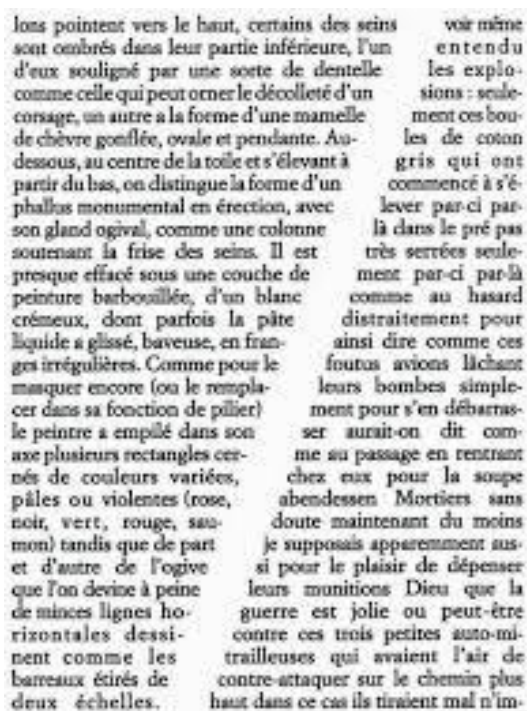 lons pointent vers le haut, certains des seins
sont ombrés dans leur partie inférieure, l'un
d'eux souligné par une sorte de dentelle
comme celle qui peut orner le décolleté d'un
corsage, un autre a la forme d'une mamelle
de chèvre gonflée, ovale et pendante. Au-
dessous, au centre de la toile et s'élevant à
partir du bas, on distingue la forme d'un
phallus monumental en érection, avec
son gland ogival, comme une colonne
soutenant la frise des seins. Il est
presque effacé sous une couche de
peinture barbouillée, d'un blanc
crémeux, dont parfois la pâte
liquide a glissé, baveuse, en fran-
ges irrégulières. Comme pour le
masquer encore (ou le rempla-
cer dans sa fonction de pilier)
le peintre a empilé dans son
axe plusieurs rectangles cer-
nés de couleurs variées,
pâles ou violentes (rose,
noir, vert, rouge, sau-
mon) tandis que de part
et d'autre de l'ogive
que l'on devine à peine
de minces lignes ho-
rizontales dessi-
nent comme les
barreaux étirés de
deux échelles.
voir même
entendu
les explo-
sions : seule-
ment ces bou-
les de coton
gris qui ont
commencé à s'é-
lever par-ci par-
là dans le pré pas
très serrées seule-
ment par-ci par-là
comme au hasard
distraitement pour
ainsi dire comme ces
foutus avions lâchant
leurs bombes simple-
ment pour s'en débarras-
ser aurait-on dit com-
me au passage en rentrant
chez eux pour la soupe
abendessen Mortiers sans
doute maintenant du moins
je supposais apparemment aus-
si pour le plaisir de dépenser
leurs munitions Dieu que la
guerre est jolie ou peut-être
contre ces trois petites auto-mi-
trailleuses qui avaient l'air de
contre-attaquer sur le chemin plus
haut dans ce cas ils tiraient mal n'im-